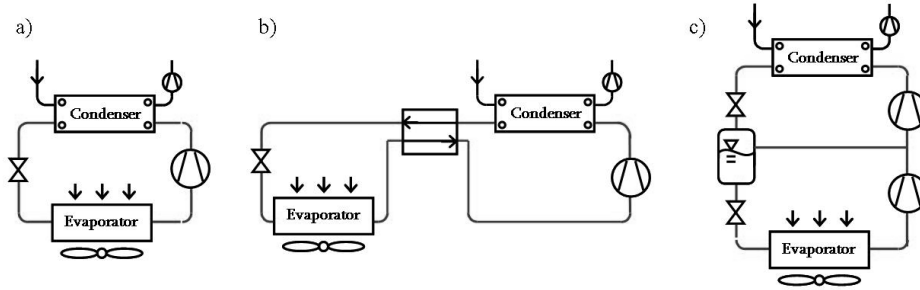 a)
Condenser
Evaporator
b)
Condenser
Evaporator
c)
Condenser
Evaporator